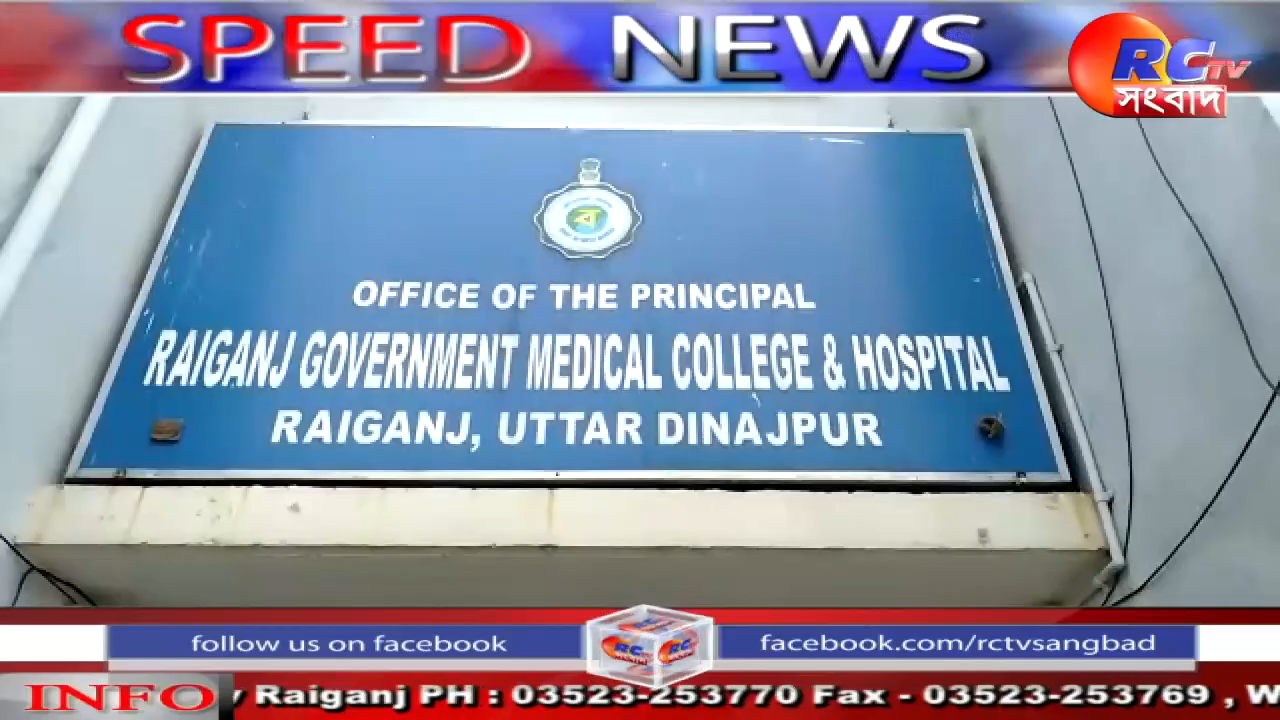 SPEED NEWS
RCTV
সংবাদ
ব
OFFICE OF THE PRINCIPAL
RAIGANJ GOVERNMENT MEDICAL COLLEGE & HOSPITAL
RAIGANJ, UTTAR DINAJPUR
follow us on facebook
RC
সংবাদ
facebook.com/rctvsangbad
INFO
Raiganj PH : 03523-253770 Fax - 03523-253769 , W